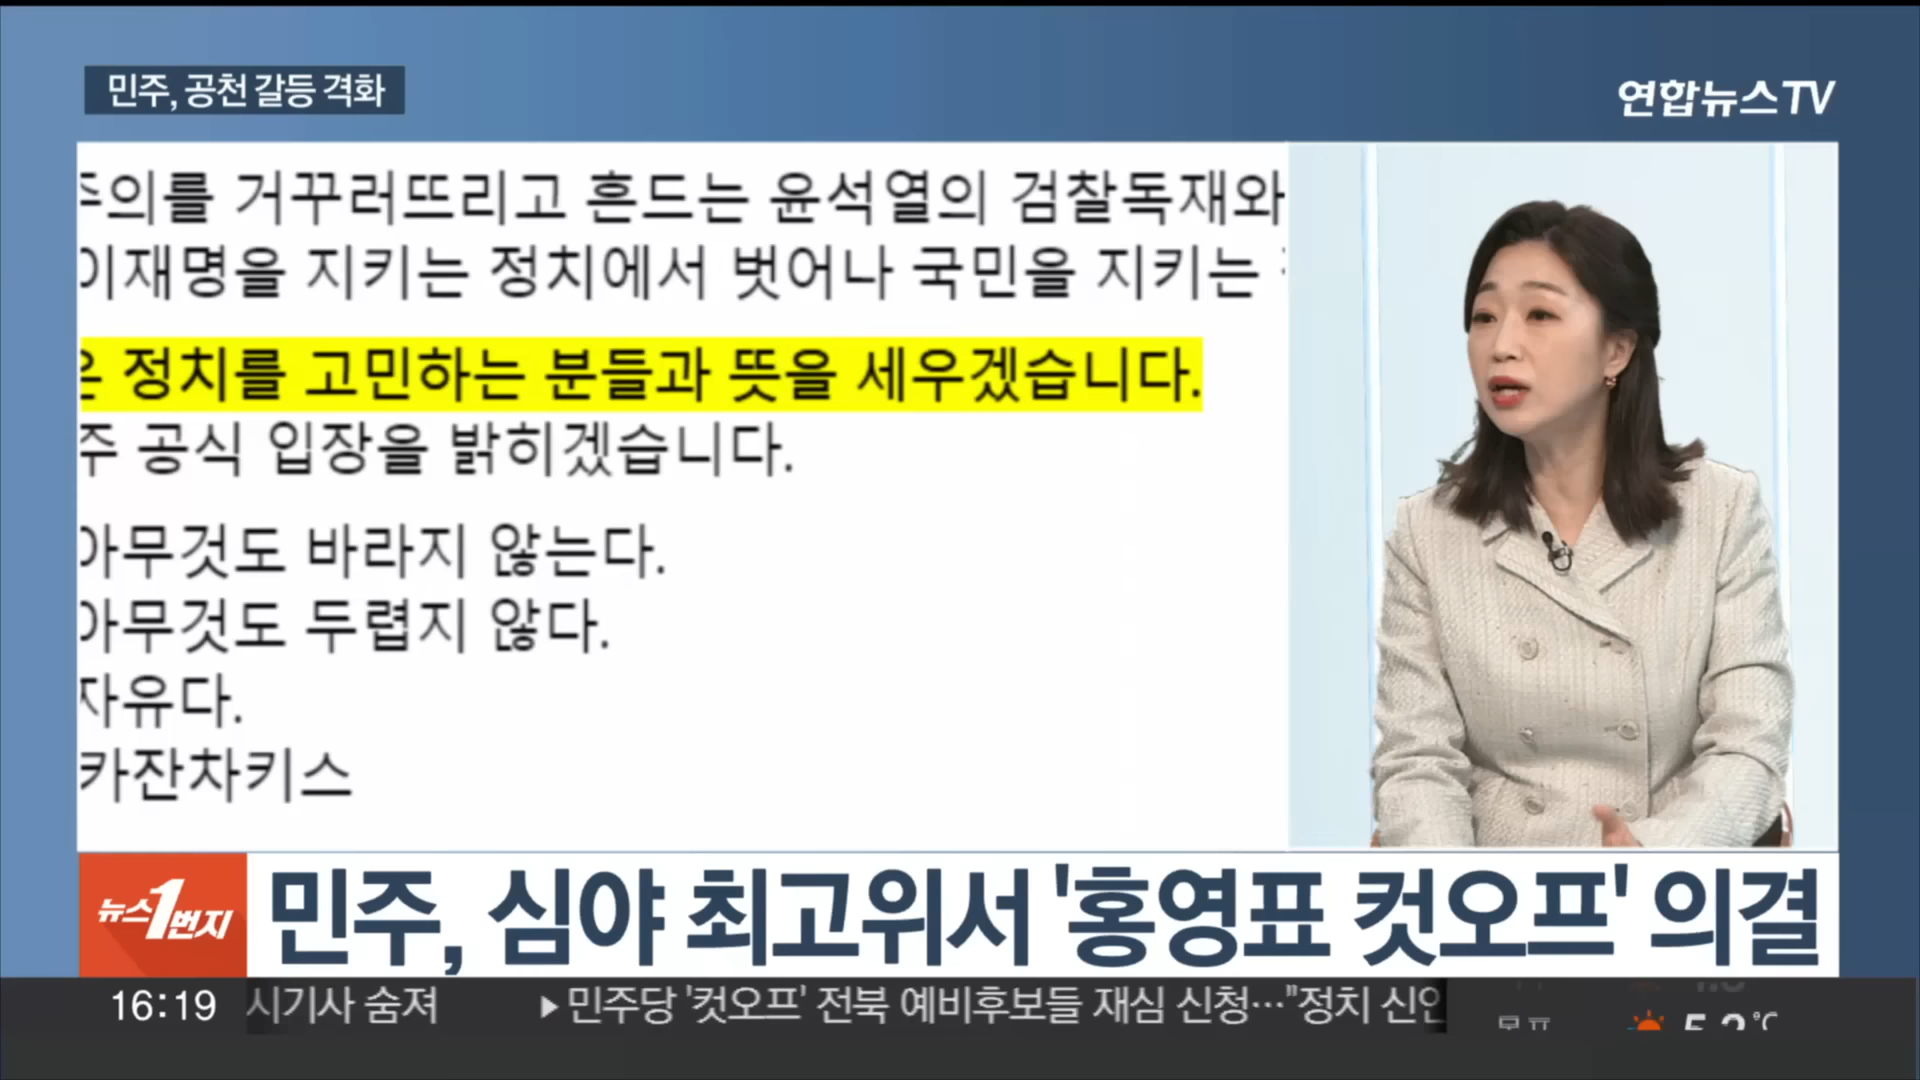 민주, 공천 갈등 격화
연합뉴스TV
주의를 거꾸러뜨리고 흔드는 윤석열의 검찰독재와
이재명을 지키는 정치에서 벗어나 국민을 지키는
정치를 고민하는 분들과 뜻을 세우겠습니다.
주 공식 입장을 밝히겠습니다.
아무것도 바라지 않는다.
아무것도 두렵지 않다.
자유다.
카잔차키스
뉴스1번지
민주, 심야 최고위서 '홍영표 컷오프' 의결
16:19 시기사 숨져 ▶민주당 '컷오프' 전북 예비후보들 재심 신청…"정치 신인